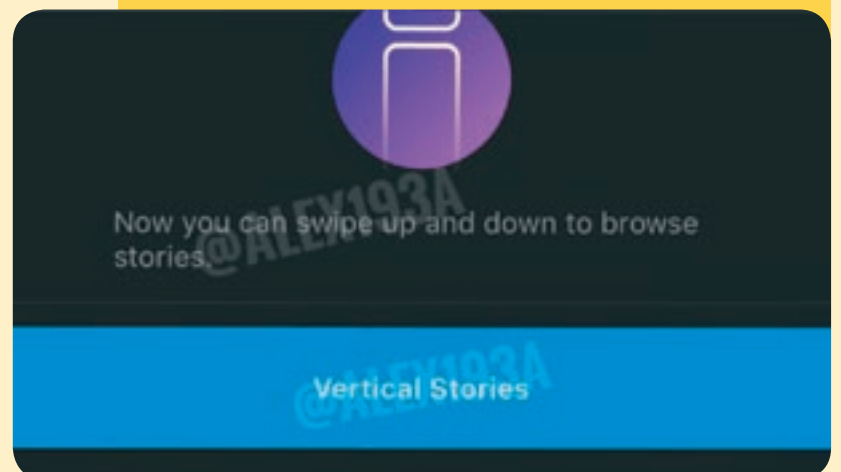 Now you can swipe up and down to browse
stories.
@ALEX193A
Vertical Stories
@ALEX193A